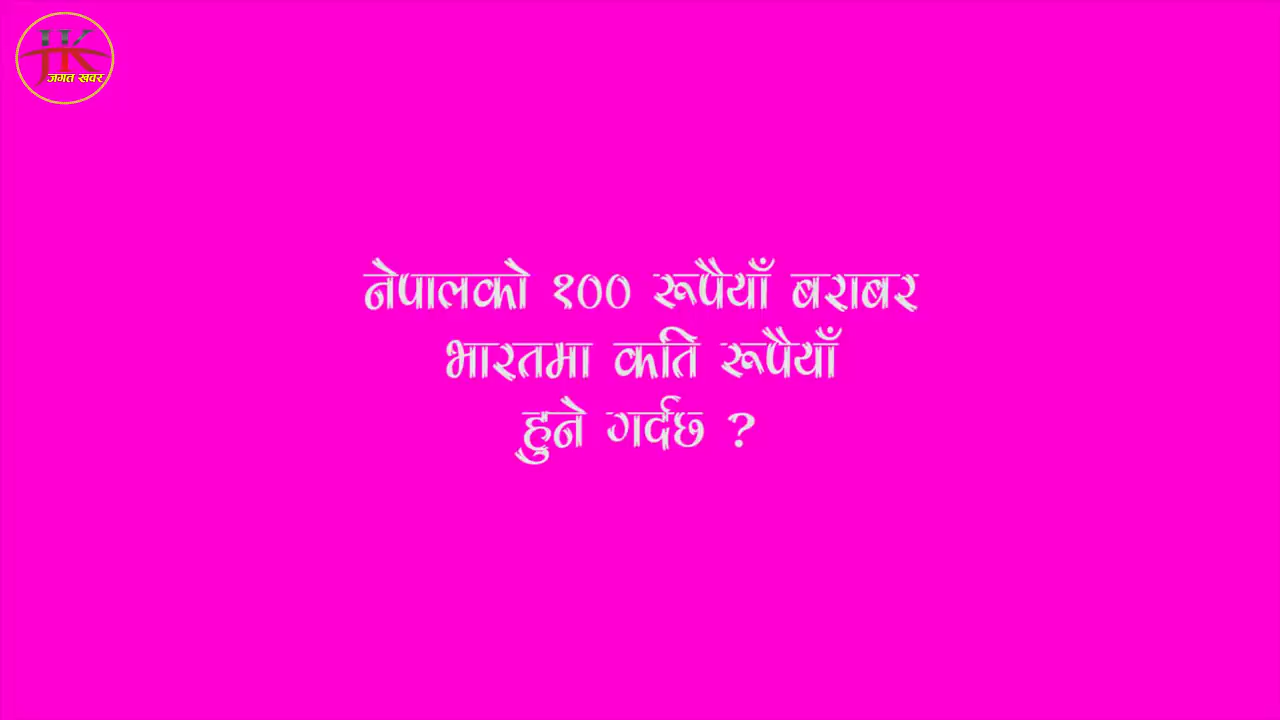 JK
जगत खबर
नेपालको १०० रूपैयाँ बराबर
भारतमा कति रूपैयाँ
हुने गर्दछ ?